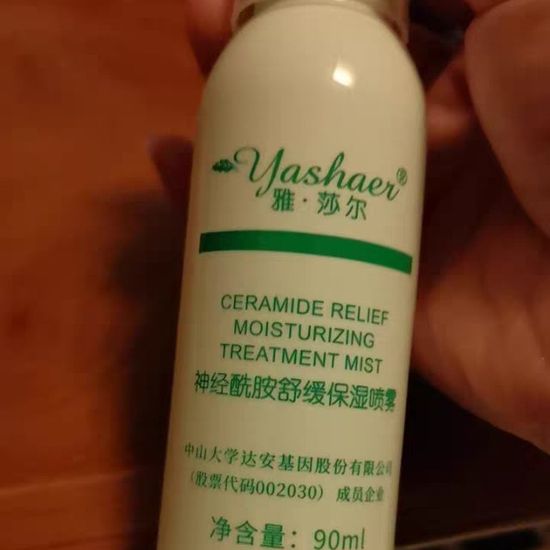 Yashaer®
雅·莎尔
CERAMIDE RELIEF
MOISTURIZING
TREATMENT MIST
神经酰胺舒缓保湿喷雾
中山大学达安基因股份有限公司
(股票代码002030) 成员企业
净含量：90ml